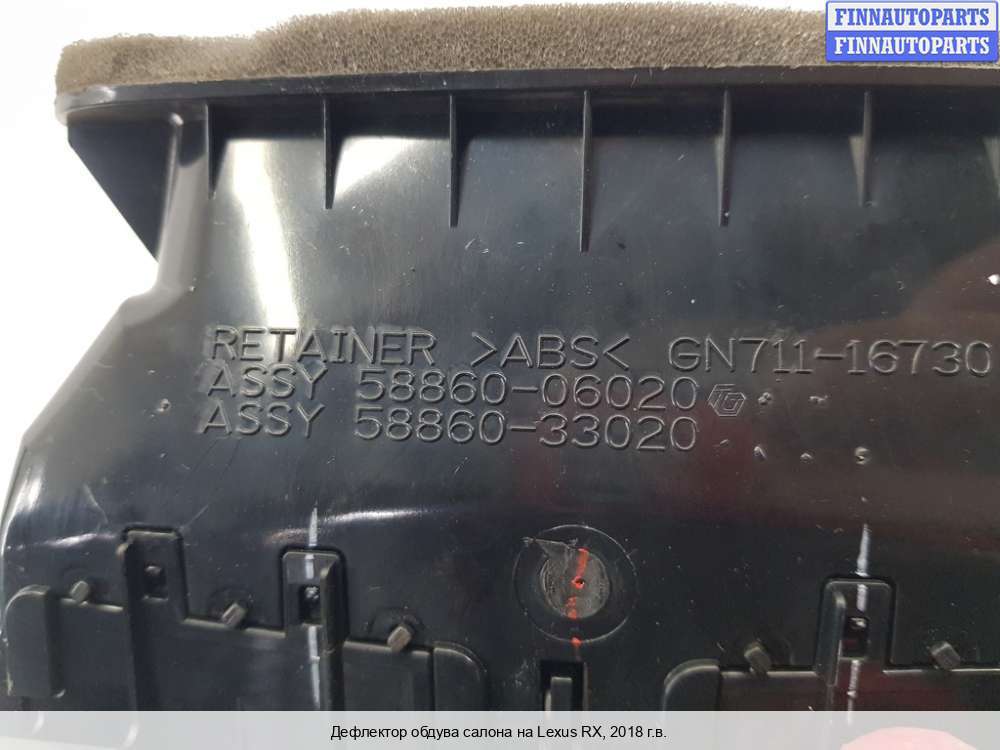 FINNAUTOPARTS
FINNAUTOPARTS
RETAINER >ABS< GN711-16730
ASSY 58860-06020 TG
ASSY 58860-33020
Дефлектор обдува салона на Lexus RX, 2018 г.в.